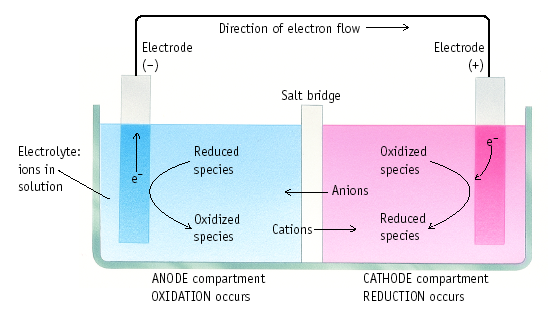 Direction of electron flow
Electrode
(–)
Electrode
(+)
Salt bridge
Electrolyte:
ions in
solution
e⁻
Reduced
species
Oxidized
species
Anions
Cations
Oxidized
species
Reduced
species
e⁻
ANODE compartment
OXIDATION occurs
CATHODE compartment
REDUCTION occurs